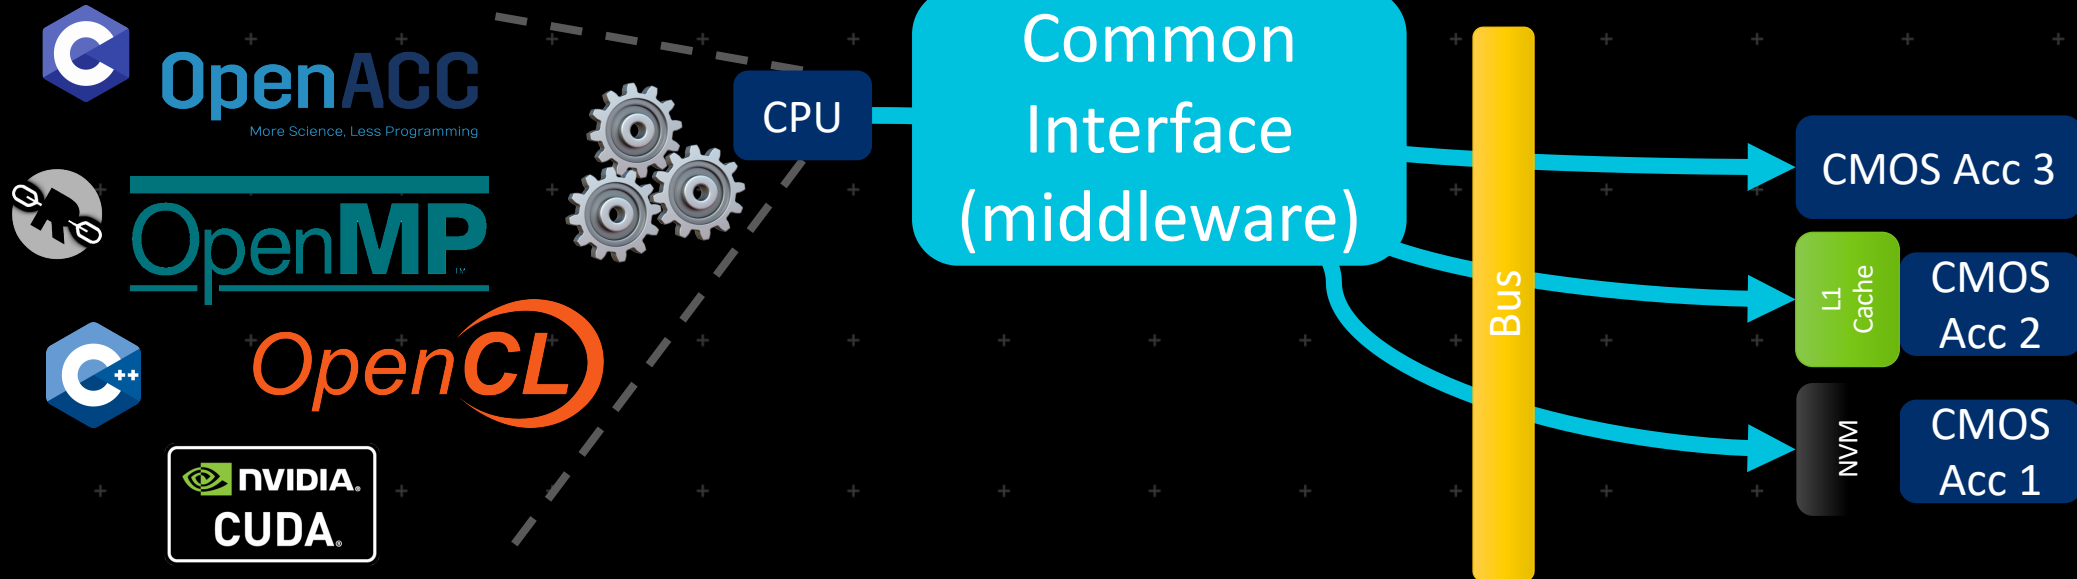 C
OpenACC
More Science, Less Programming
R
OpenMP
TM
C++
OpenCL
NVIDIA.
CUDA.
CPU
Common
Interface
(middleware)
Bus
CMOS Acc 3
L1
Cache
CMOS
Acc 2
NVM
CMOS
Acc 1